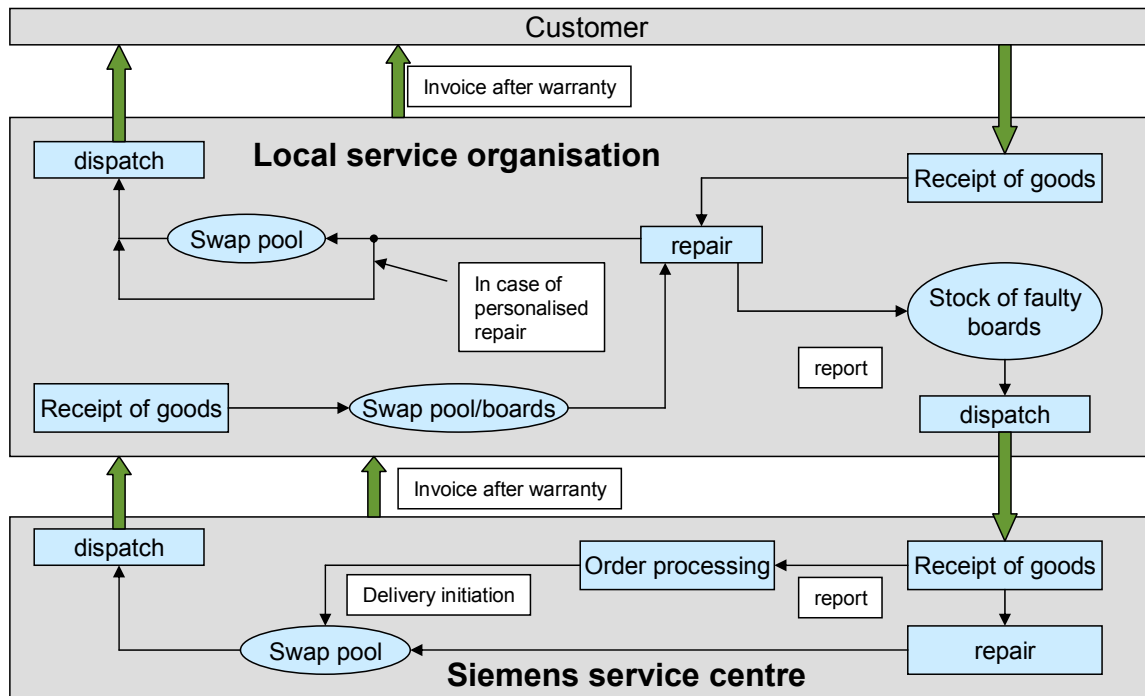 Customer
Invoice after warranty
dispatch
Local service organisation
Receipt of goods
Swap pool
repair
In case of
personalised
repair
Stock of faulty
boards
report
Receipt of goods
Swap pool/boards
dispatch
Invoice after warranty
dispatch
Order processing
Receipt of goods
Delivery initiation
report
Swap pool
repair
Siemens service centre